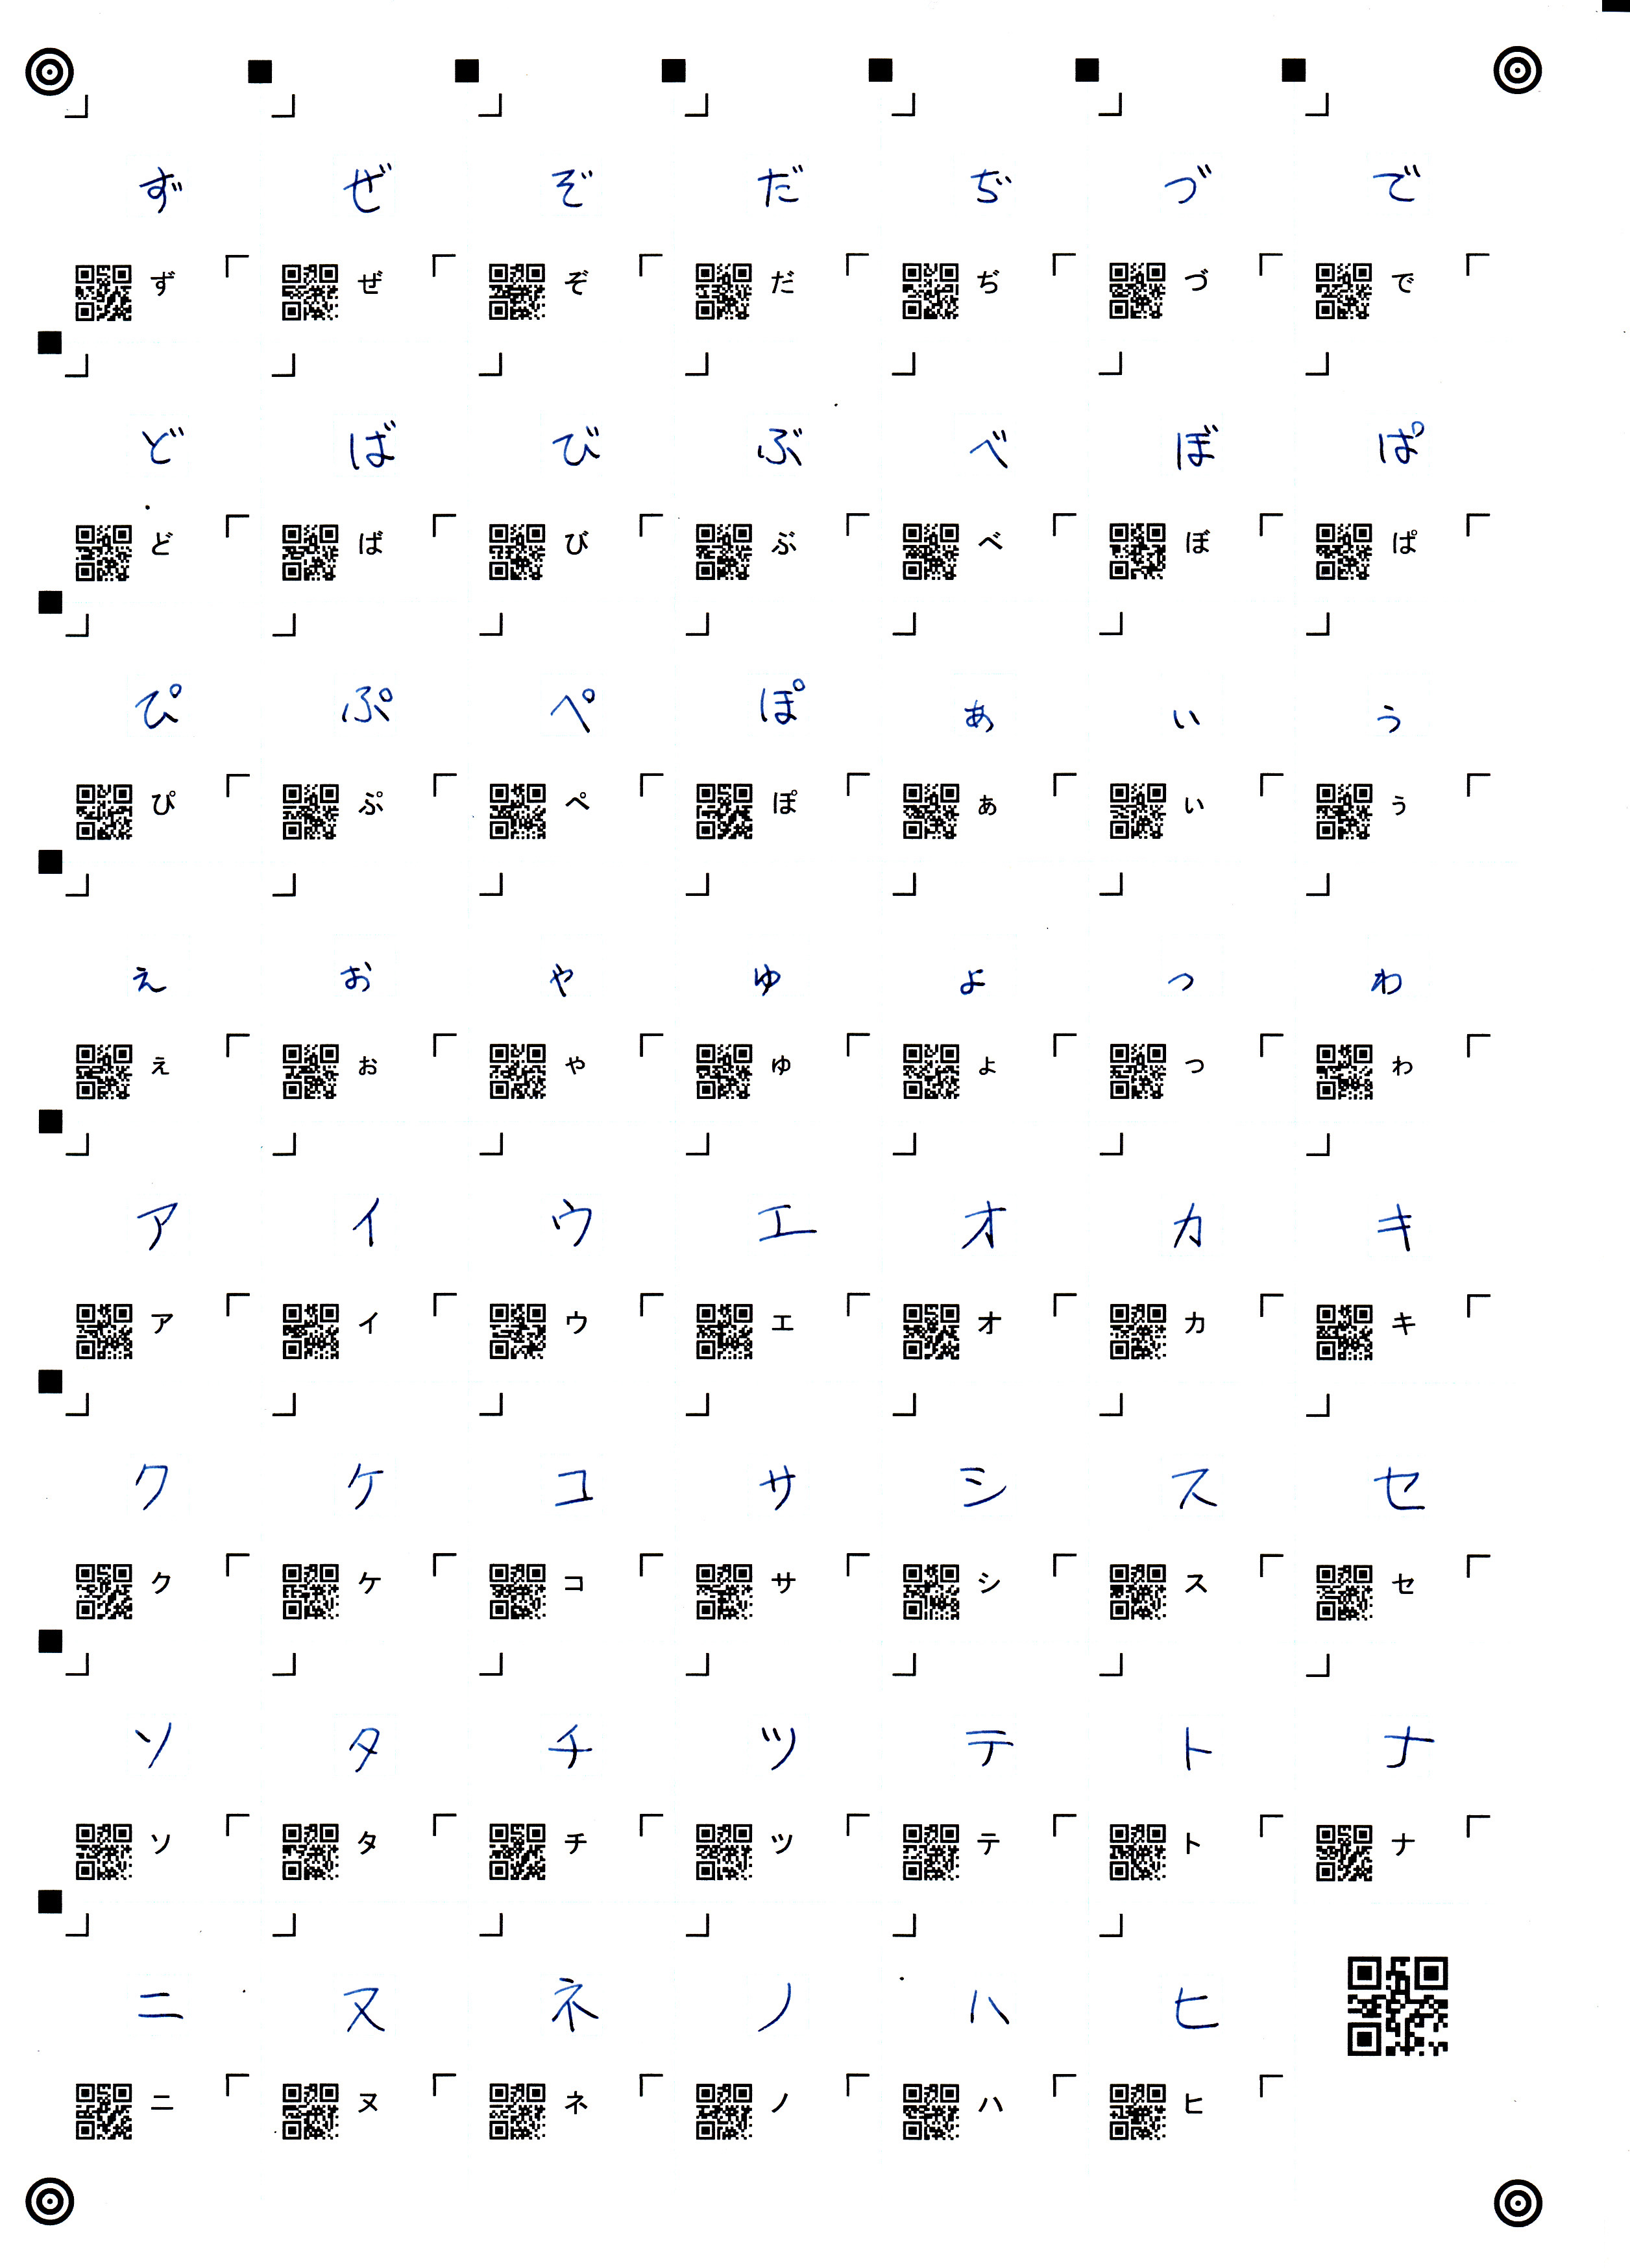 ず ぜ ぞ だ ぢ づ で
ず ぜ ぞ だ ぢ づ で
ど ば び ぶ べ ぼ ぱ
ど ば び ぶ べ ぼ ぱ
ぴ ぷ ぺ ぽ ぁ ぃ ぅ
ぴ ぷ ぺ ぽ ぁ ぃ ぅ
ぇ ぉ ゃ ゅ ょ っ ゎ
ぇ ぉ ゃ ゅ ょ っ ゎ
ア イ ウ エ オ カ キ
ア イ ウ エ オ カ キ
ク ケ コ サ シ ス セ
ク ケ コ サ シ ス セ
ソ タ チ ツ テ ト ナ
ソ タ チ ツ テ ト ナ
ニ ヌ ネ ノ ハ ヒ
ニ ヌ ネ ノ ハ ヒ